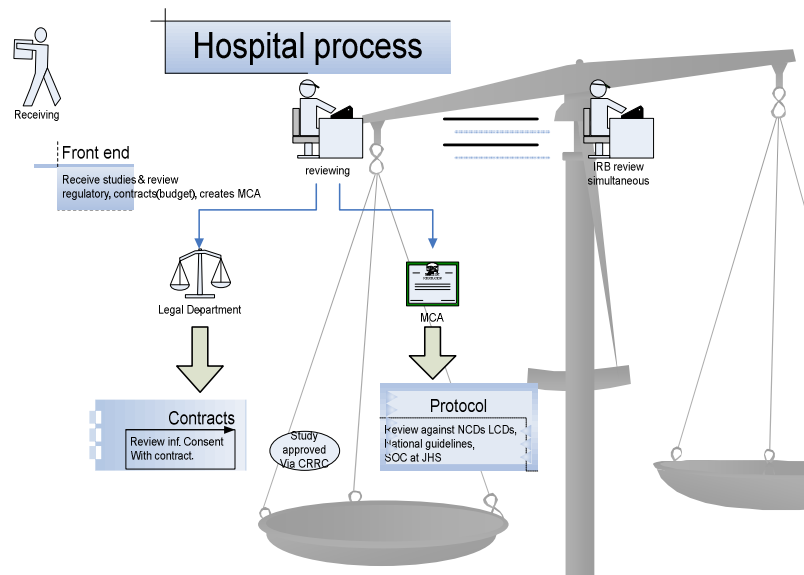 Hospital process
Receiving
Front end
Receive studies & review
regulatory, contracts(budget), creates MCA
reviewing
IRB review
simultaneous
Legal Department
MCA
Contracts
Review inf. Consent
With contract.
Study
approved
Via CRRC
Protocol
Review against NCDs LCDs,
National guidelines,
SOC at JHS